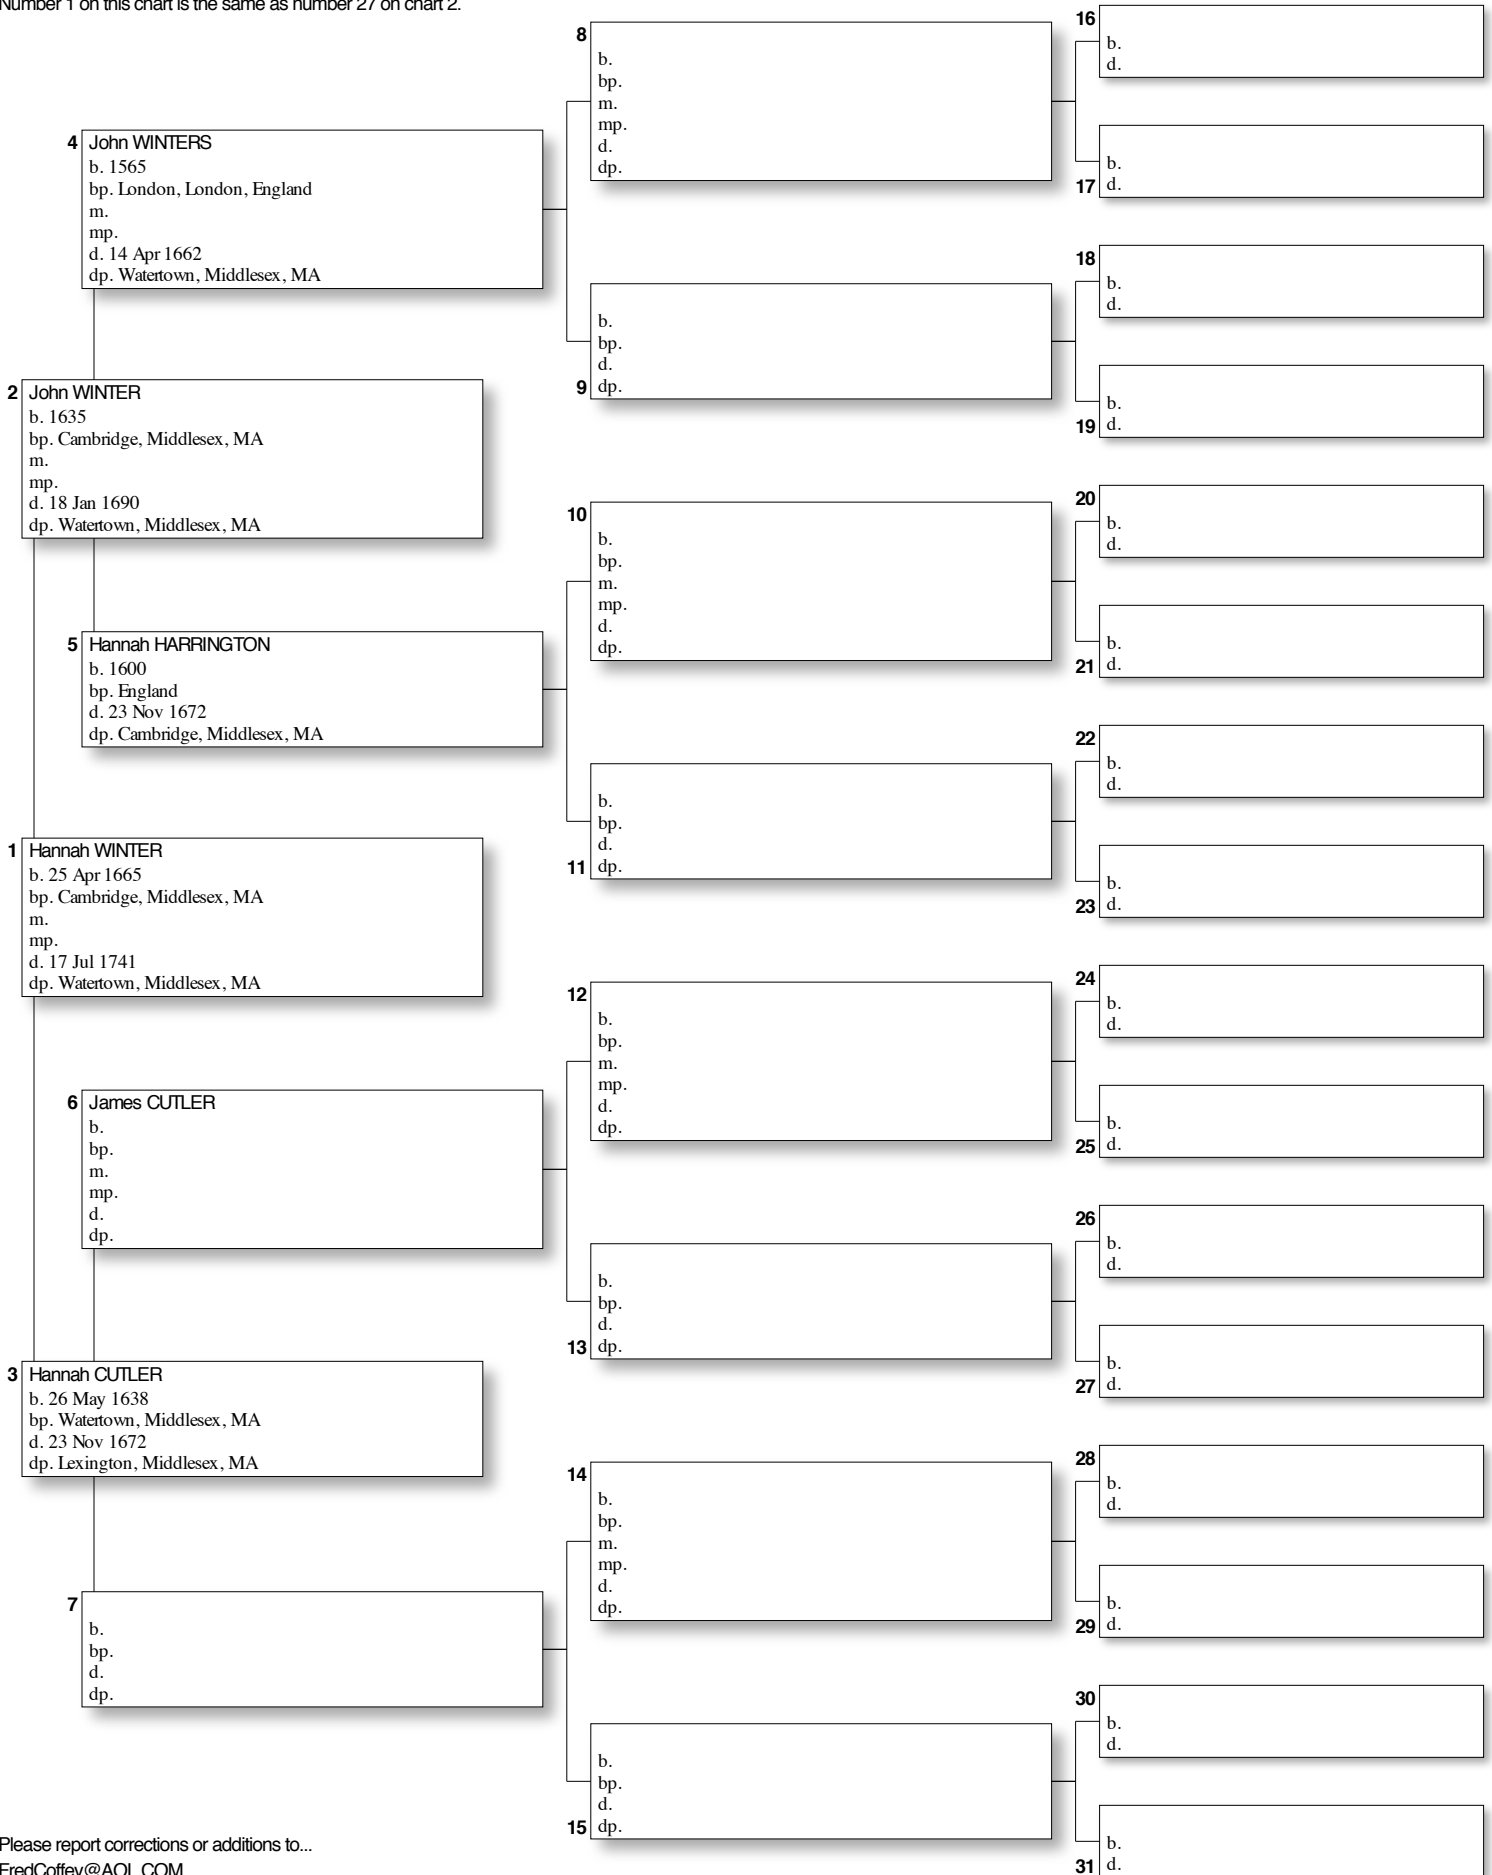 Number 1 on this chart is the same as number 27 on chart 2.
4 John WINTERS
b. 1565
bp. London, London, England
m.
mp.
d. 14 Apr 1662
dp. Watertown, Middlesex, MA
2 John WINTER
b. 1635
bp. Cambridge, Middlesex, MA
m.
mp.
d. 18 Jan 1690
dp. Watertown, Middlesex, MA
5 Hannah HARRINGTON
b. 1600
bp. England
d. 23 Nov 1672
dp. Cambridge, Middlesex, MA
1 Hannah WINTER
b. 25 Apr 1665
bp. Cambridge, Middlesex, MA
m.
mp.
d. 17 Jul 1741
dp. Watertown, Middlesex, MA
6 James CUTLER
b.
bp.
m.
mp.
d.
dp.
3 Hannah CUTLER
b. 26 May 1638
bp. Watertown, Middlesex, MA
d. 23 Nov 1672
dp. Lexington, Middlesex, MA
7
b.
bp.
d.
dp.
8
b.
bp.
m.
mp.
d.
dp.
b.
bp.
d.
9 dp.
10
b.
bp.
m.
mp.
d.
dp.
b.
bp.
d.
11 dp.
12
b.
bp.
m.
mp.
d.
dp.
b.
bp.
d.
13 dp.
14
b.
bp.
m.
mp.
d.
dp.
b.
bp.
d.
15 dp.
16
b.
d.
b.
17 d.
18
b.
d.
b.
19 d.
20
b.
d.
b.
21 d.
22
b.
d.
b.
23 d.
24
b.
d.
b.
25 d.
26
b.
d.
b.
27 d.
28
b.
d.
b.
29 d.
30
b.
d.
b.
31 d.
Please report corrections or additions to...
FredCoffey@AOL.COM